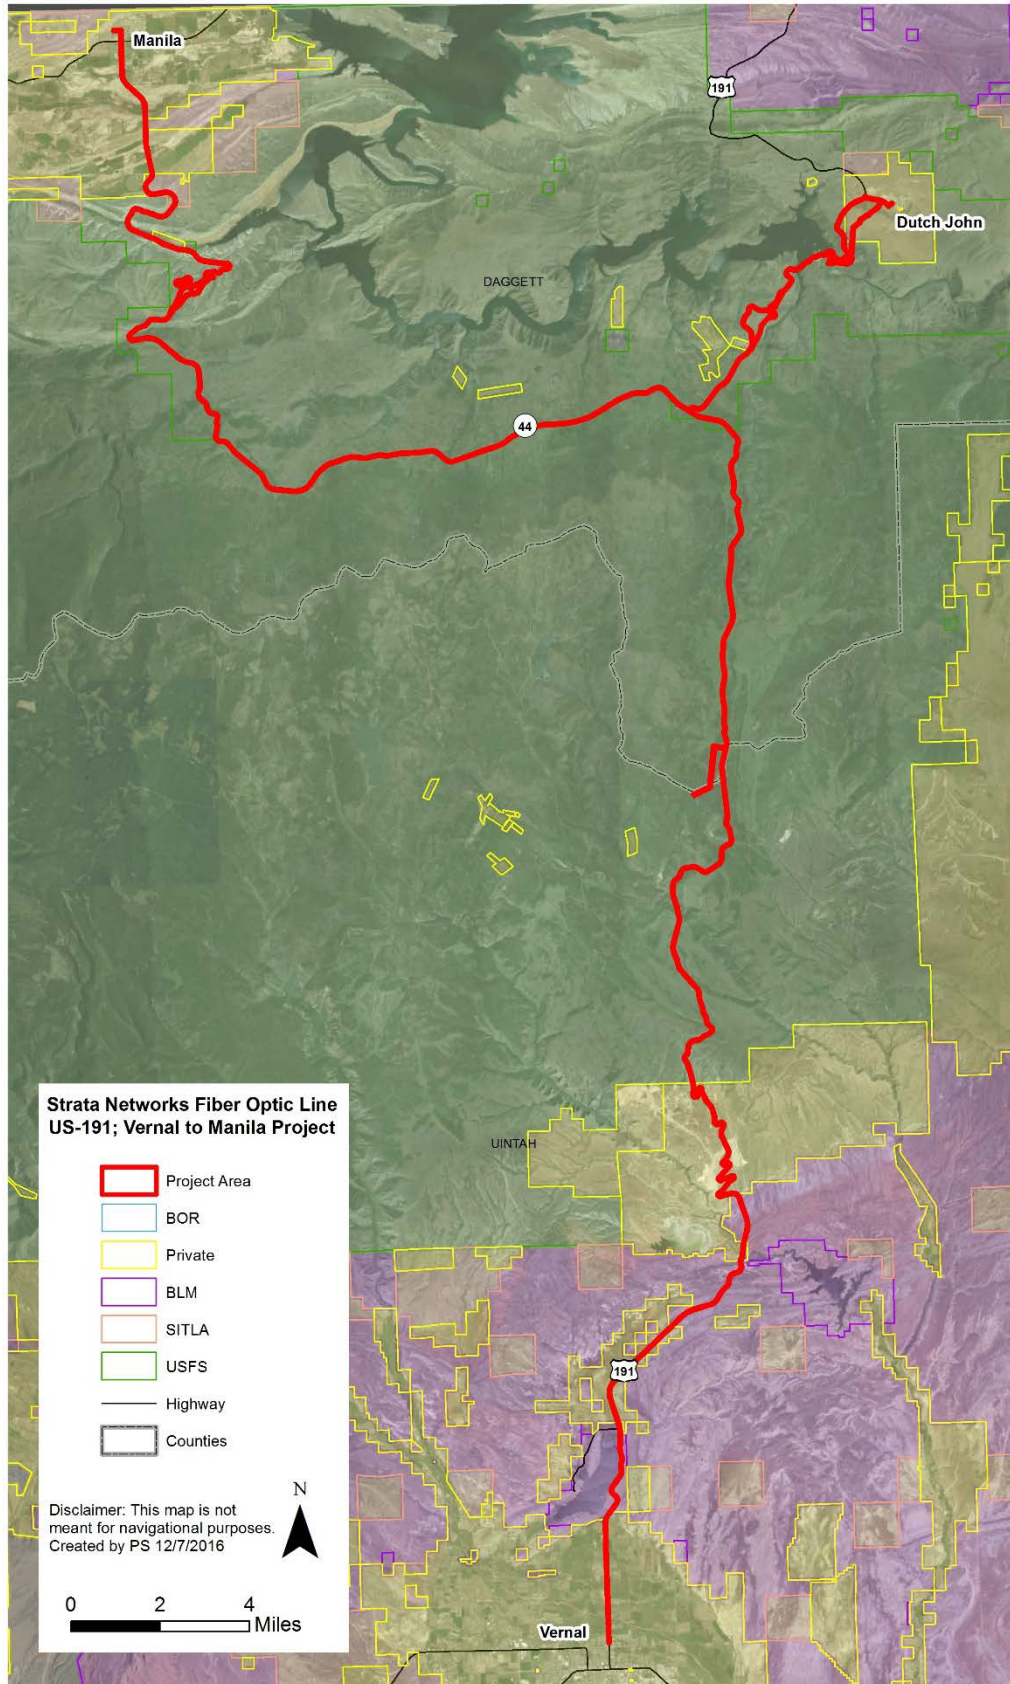 Manila
191
Dutch John
DAGGETT
44
UINTAH
191
Vernal
Strata Networks Fiber Optic Line
US-191; Vernal to Manila Project
Project Area
BOR
Private
BLM
SITLA
USFS
Highway
Counties
N
Disclaimer: This map is not
meant for navigational purposes.
Created by PS 12/7/2016
0 2 4
Miles